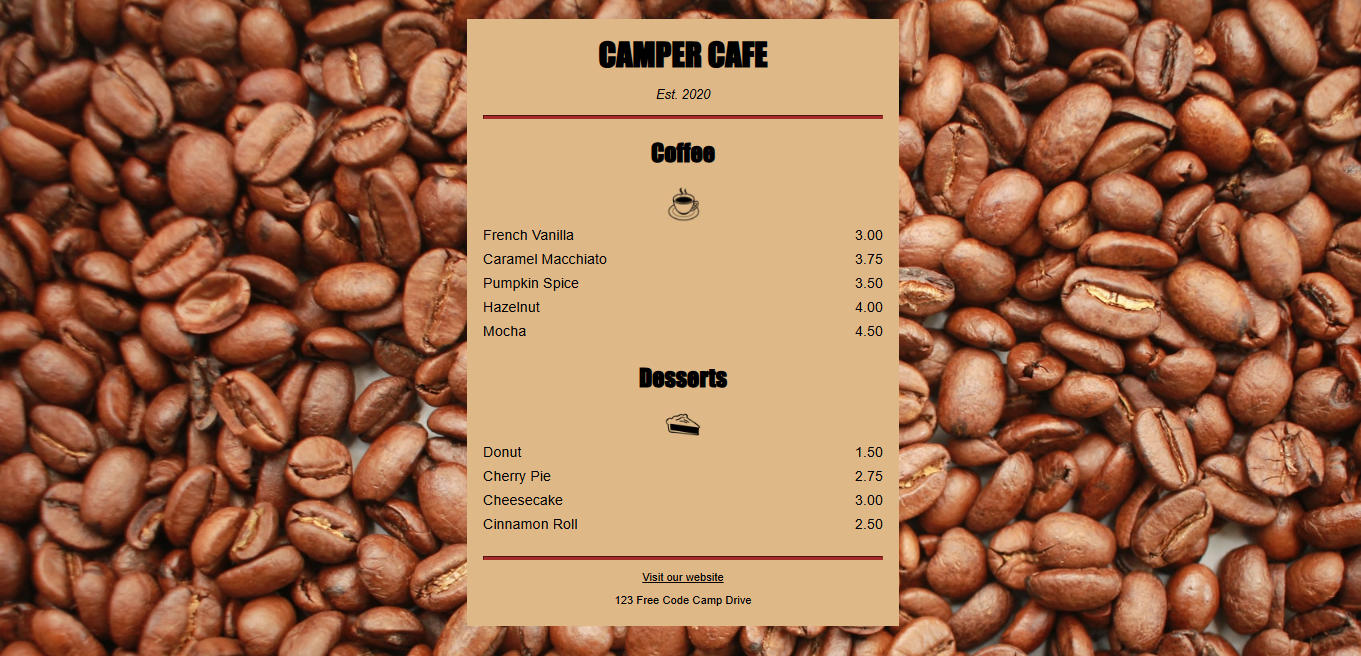 CAMPER CAFE
Est. 2020
Coffee
French Vanilla 3.00
Caramel Macchiato 3.75
Pumpkin Spice 3.50
Hazelnut 4.00
Mocha 4.50
Desserts
Donut 1.50
Cherry Pie 2.75
Cheesecake 3.00
Cinnamon Roll 2.50
Visit our website
123 Free Code Camp Drive